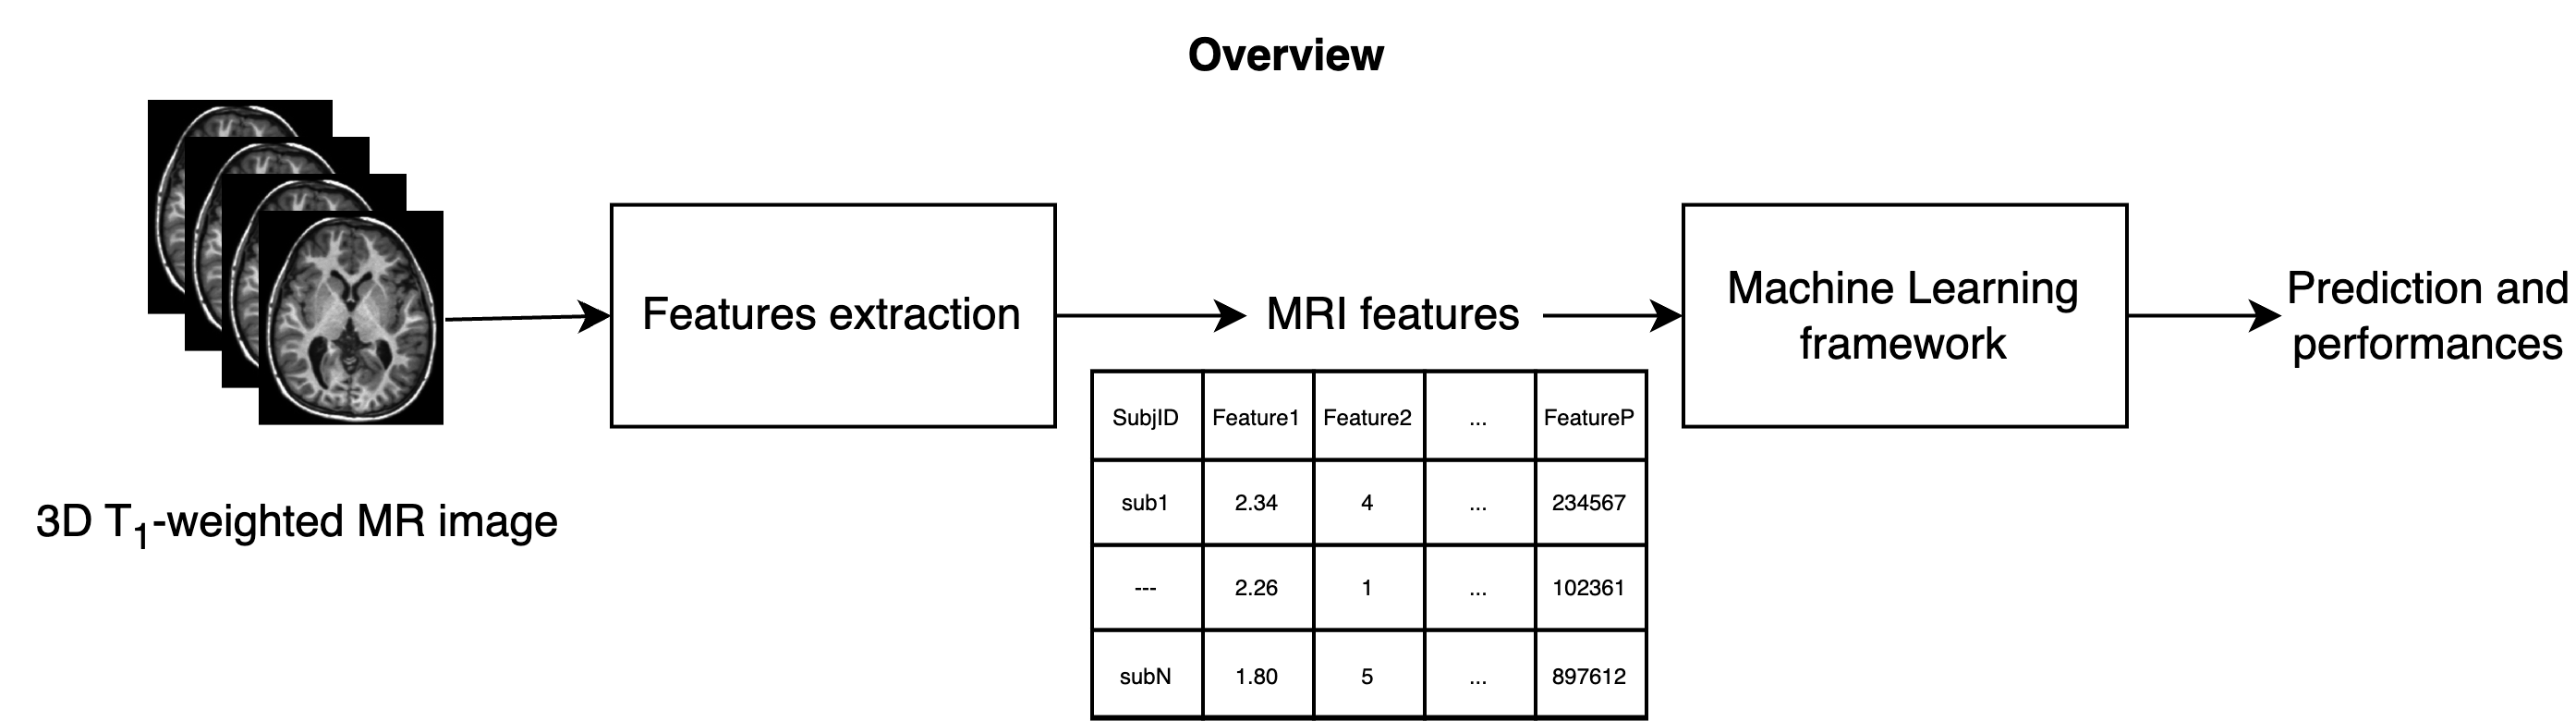 Overview
3D T1-weighted MR image
Features extraction
MRI features
SubjID Feature1 Feature2 ... FeatureP
sub1 2.34 4 ... 234567
--- 2.26 1 ... 102361
subN 1.80 5 ... 897612
Machine Learning
framework
Prediction and
performances